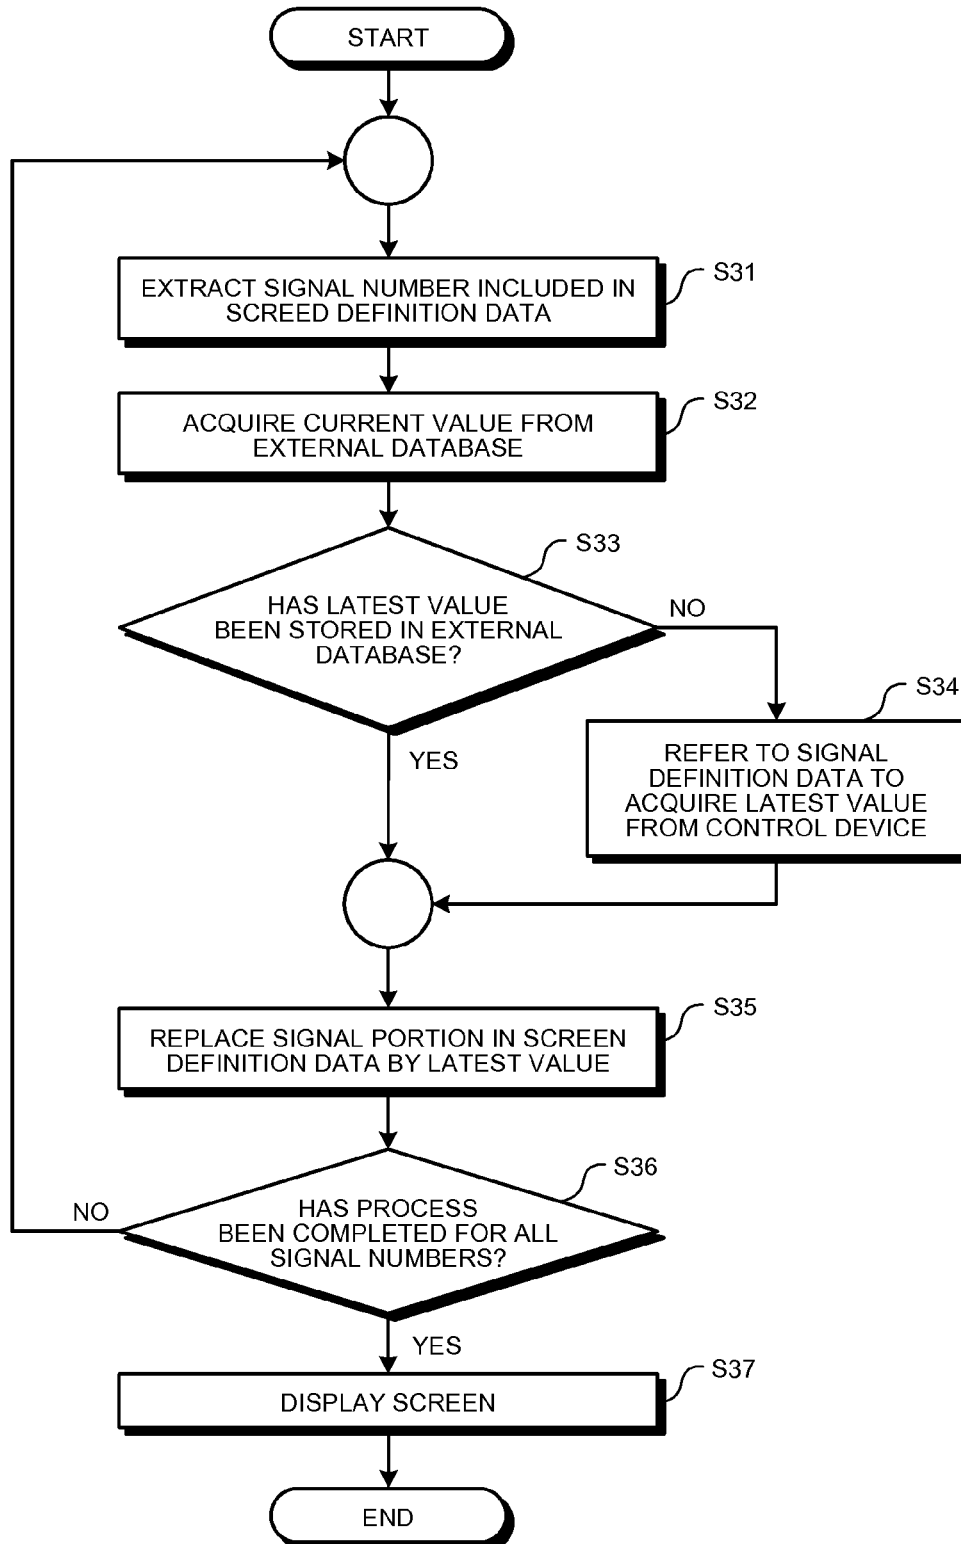 START
EXTRACT SIGNAL NUMBER INCLUDED IN
SCREED DEFINITION DATA
S31
ACQUIRE CURRENT VALUE FROM
EXTERNAL DATABASE
S32
HAS LATEST VALUE
BEEN STORED IN EXTERNAL
DATABASE?
S33
NO
YES
REFER TO SIGNAL
DEFINITION DATA TO
ACQUIRE LATEST VALUE
FROM CONTROL DEVICE
S34
REPLACE SIGNAL PORTION IN SCREEN
DEFINITION DATA BY LATEST VALUE
S35
HAS PROCESS
BEEN COMPLETED FOR ALL
SIGNAL NUMBERS?
S36
NO
YES
DISPLAY SCREEN
S37
END